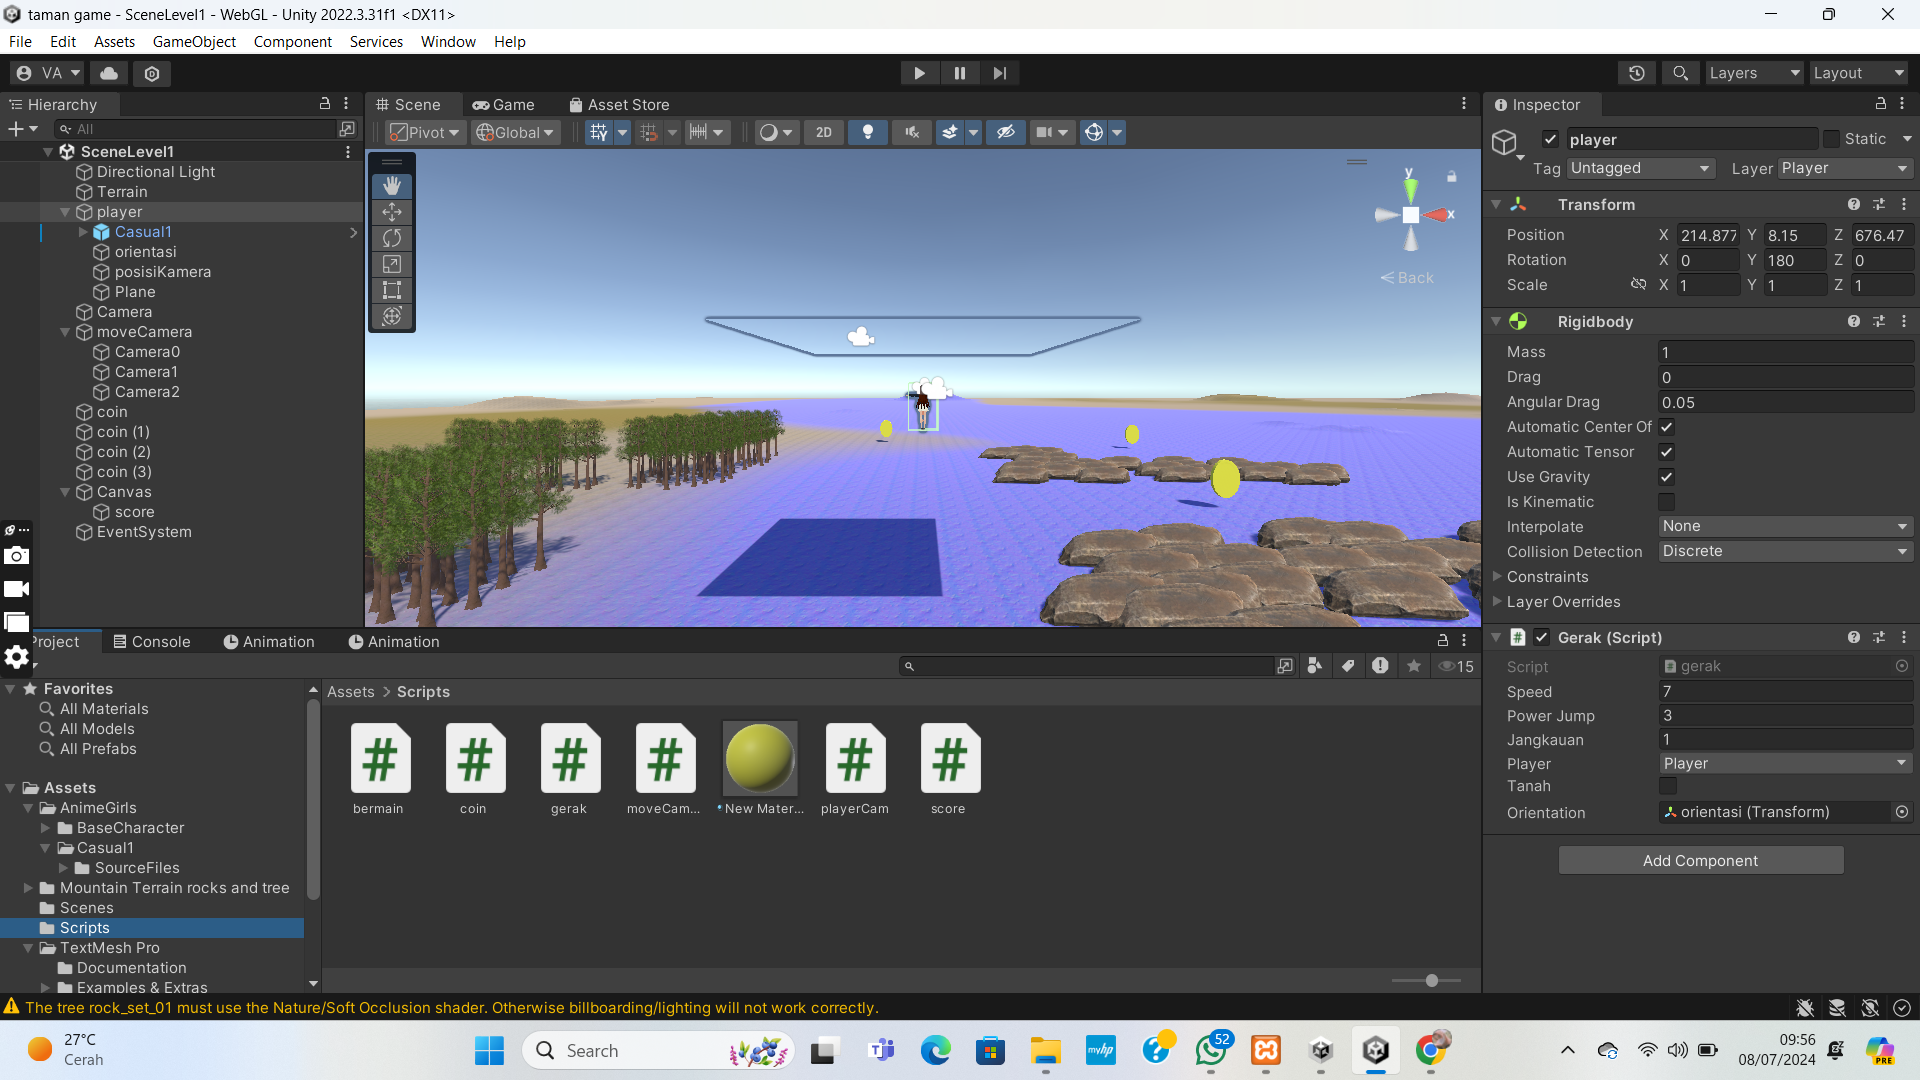 taman game - SceneLevel1 - WebGL - Unity 2022.3.31f1 <DX11>
File Edit Assets GameObject Component Services Window Help
VA
Layers Layout
Hierarchy
All
SceneLevel1
Directional Light
Terrain
player
Casual1
orientasi
posisiKamera
Plane
Camera
moveCamera
Camera0
Camera1
Camera2
coin
coin (1)
coin (2)
coin (3)
Canvas
score
EventSystem
Scene Game Asset Store
Pivot Global 2D
y
x
Back
Inspector
player Static
Tag Untagged Layer Player
Transform
Position X 214.877 Y 8.15 Z 676.47
Rotation X 0 Y 180 Z 0
Scale X 1 Y 1 Z 1
Rigidbody
Mass 1
Drag 0
Angular Drag 0.05
Automatic Center Of
Automatic Tensor
Use Gravity
Is Kinematic
Interpolate None
Collision Detection Discrete
Constraints
Layer Overrides
# Gerak (Script)
Script gerak
Speed 7
Power Jump 3
Jangkauan 1
Player Player
Tanah
Orientation orientasi (Transform)
Add Component
Project Console Animation Animation
15
Favorites
All Materials
All Models
All Prefabs
Assets
AnimeGirls
BaseCharacter
Casual1
SourceFiles
Mountain Terrain rocks and tree
Scenes
Scripts
TextMesh Pro
Documentation
Examples & Extras
Assets > Scripts
# # # # # #
bermain coin gerak moveCam... New Mater... playerCam score
The tree rock_set_01 must use the Nature/Soft Occlusion shader. Otherwise billboarding/lighting will not work correctly.
27°C
Cerah
Search
myhp
52
09:56
08/07/2024
PRE